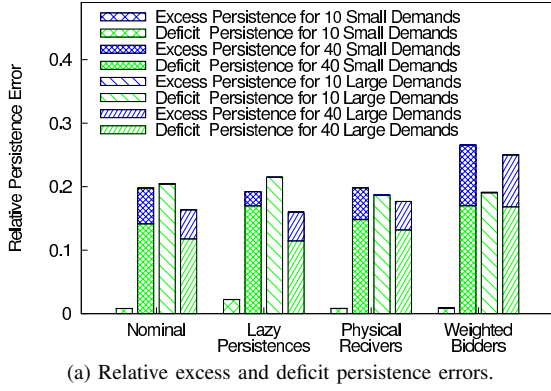 Excess Persistence for 10 Small Demands
Deficit Persistence for 10 Small Demands
Excess Persistence for 40 Small Demands
Deficit Persistence for 40 Small Demands
Excess Persistence for 10 Large Demands
Deficit Persistence for 10 Large Demands
Excess Persistence for 40 Large Demands
Deficit Persistence for 40 Large Demands
Relative Persistence Error
0.4
0.3
0.2
0.1
0
Nominal
Lazy
Persistences
Physical
Recivers
Weighted
Bidders
(a) Relative excess and deficit persistence errors.